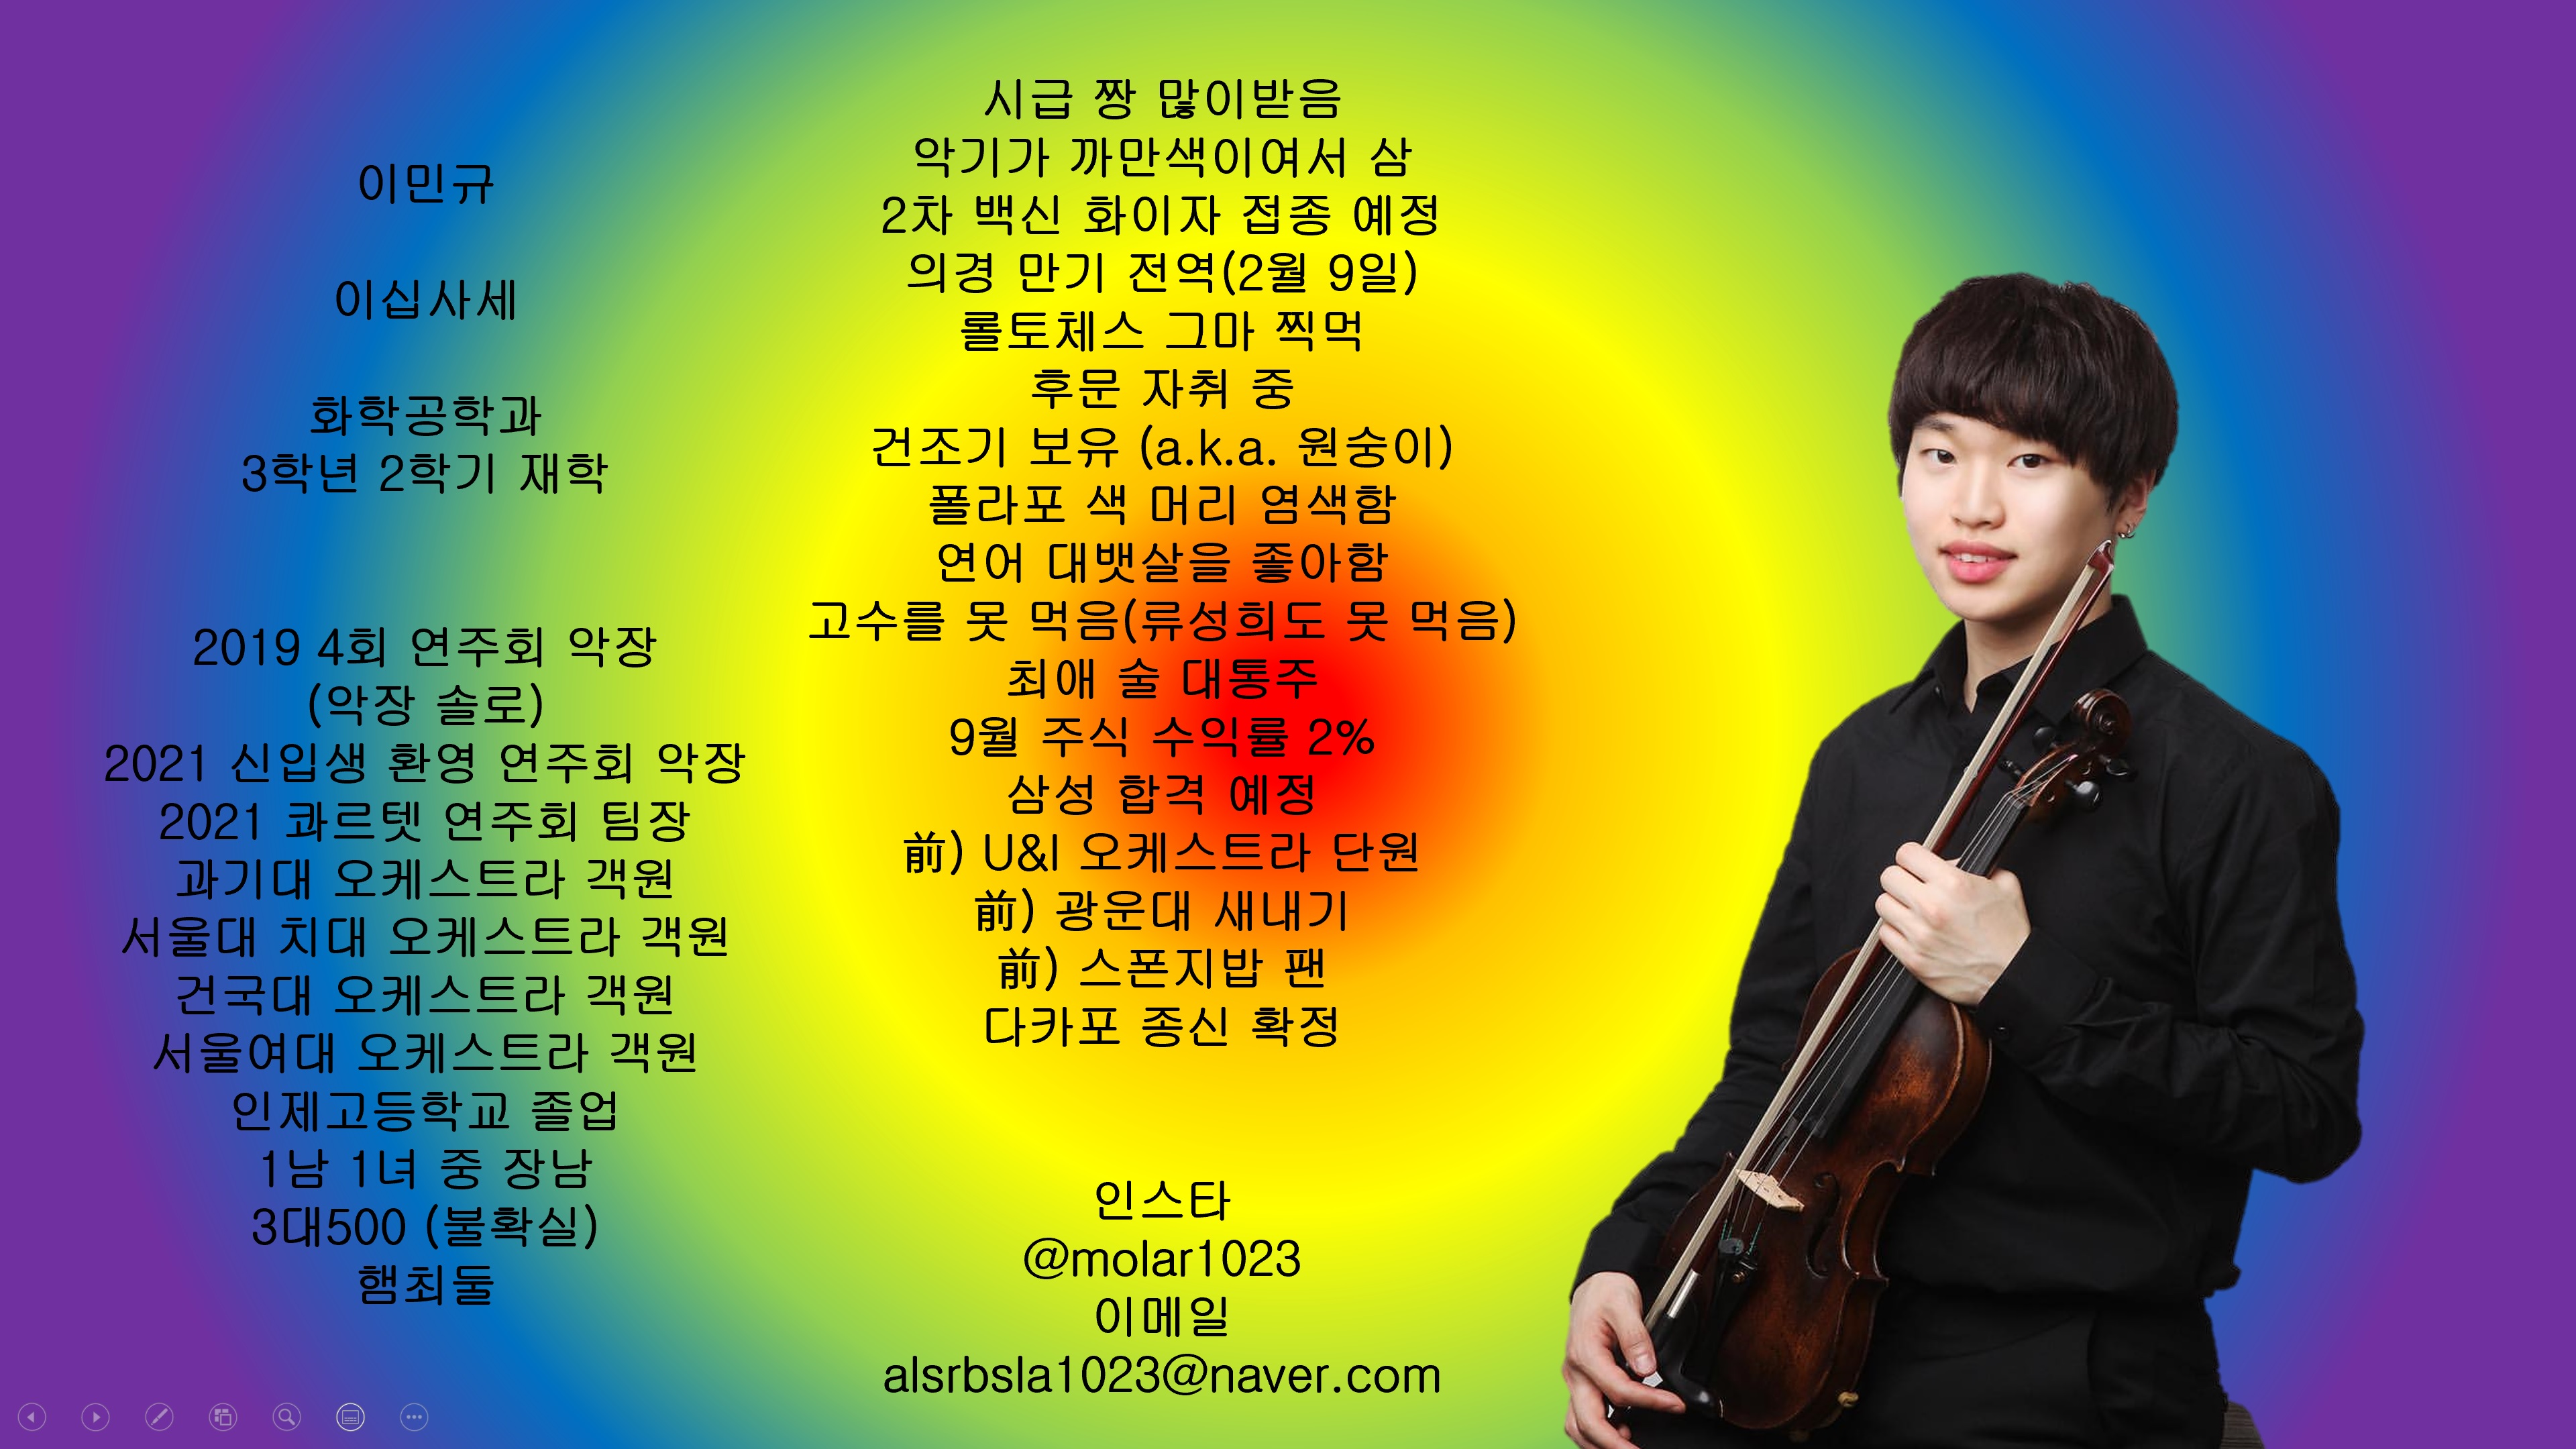 이민규
이십사세
화학공학과
3학년 2학기 재학
2019 4회 연주회 악장
(악장 솔로)
2021 신입생 환영 연주회 악장
2021 콰르텟 연주회 팀장
과기대 오케스트라 객원
서울대 치대 오케스트라 객원
건국대 오케스트라 객원
서울여대 오케스트라 객원
인제고등학교 졸업
1남 1녀 중 장남
3대500 (불확실)
햄최둘
시급 짱 많이받음
악기가 까만색이여서 삼
2차 백신 화이자 접종 예정
의경 만기 전역(2월 9일)
롤토체스 그마 찍먹
후문 자취 중
건조기 보유 (a.k.a. 원숭이)
폴라포 색 머리 염색함
연어 대뱃살을 좋아함
고수를 못 먹음(류성희도 못 먹음)
최애 술 대통주
9월 주식 수익률 2%
삼성 합격 예정
前) U&I 오케스트라 단원
前) 광운대 새내기
前) 스폰지밥 팬
다카포 종신 확정
인스타
@molar1023
이메일
alsrbsla1023@naver.com